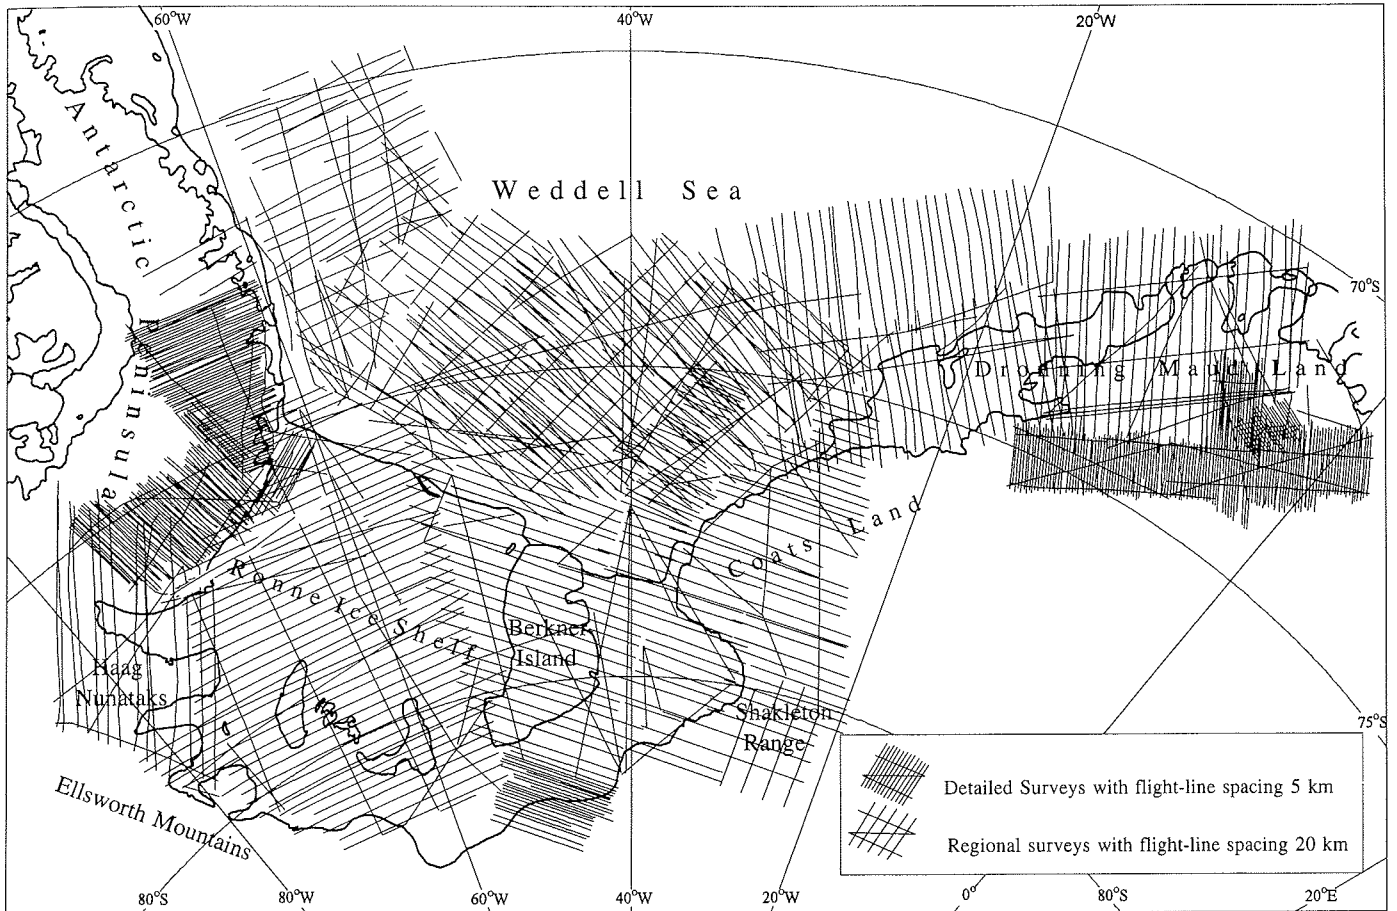 60°W
40°W
20°W
Antarctic Peninsula
Weddell Sea
70°S
Dronning Maud Land
Coats Land
Ronne Ice Shelf
Berkner
Island
Haag
Nunataks
Shakleton
Range
75°S
Ellsworth Mountains
Detailed Surveys with flight-line spacing 5 km
Regional surveys with flight-line spacing 20 km
80°S
80°W
60°W
40°W
20°W
0°
80°S
20°E